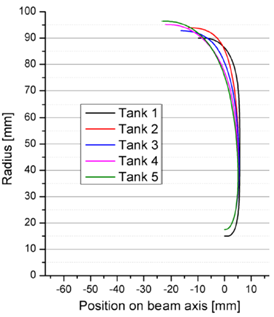 Radius [mm]
100
90
80
70
60
50
40
30
20
10
0
Tank 1
Tank 2
Tank 3
Tank 4
Tank 5
-60 -50 -40 -30 -20 -10 0 10
Position on beam axis [mm]